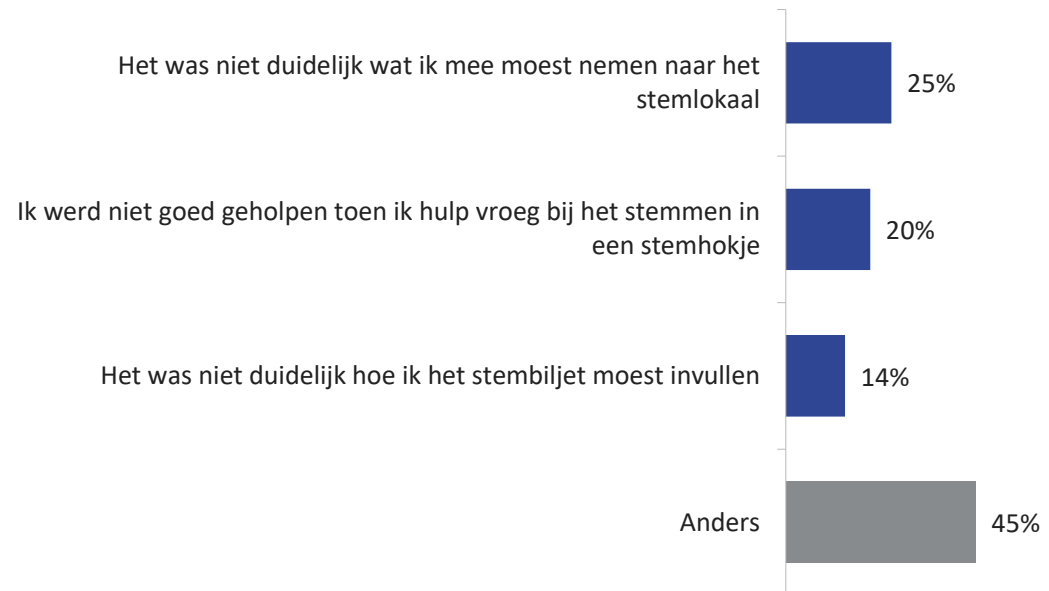 Het was niet duidelijk wat ik mee moest nemen naar het
stemlokaal
25%
Ik werd niet goed geholpen toen ik hulp vroeg bij het stemmen in
een stemhokje
20%
Het was niet duidelijk hoe ik het stembiljet moest invullen
14%
Anders
45%